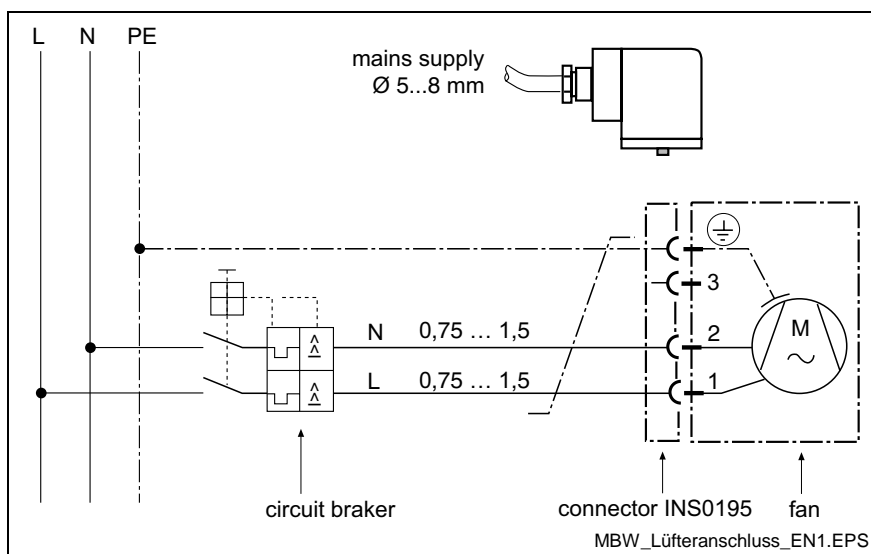 L N PE
mains supply
Ø 5...8 mm
3
N 0,75 ... 1,5 2
M
L 0,75 ... 1,5 1
circuit braker
connector INS0195 fan
MBW_Lüfteranschluss_EN1.EPS